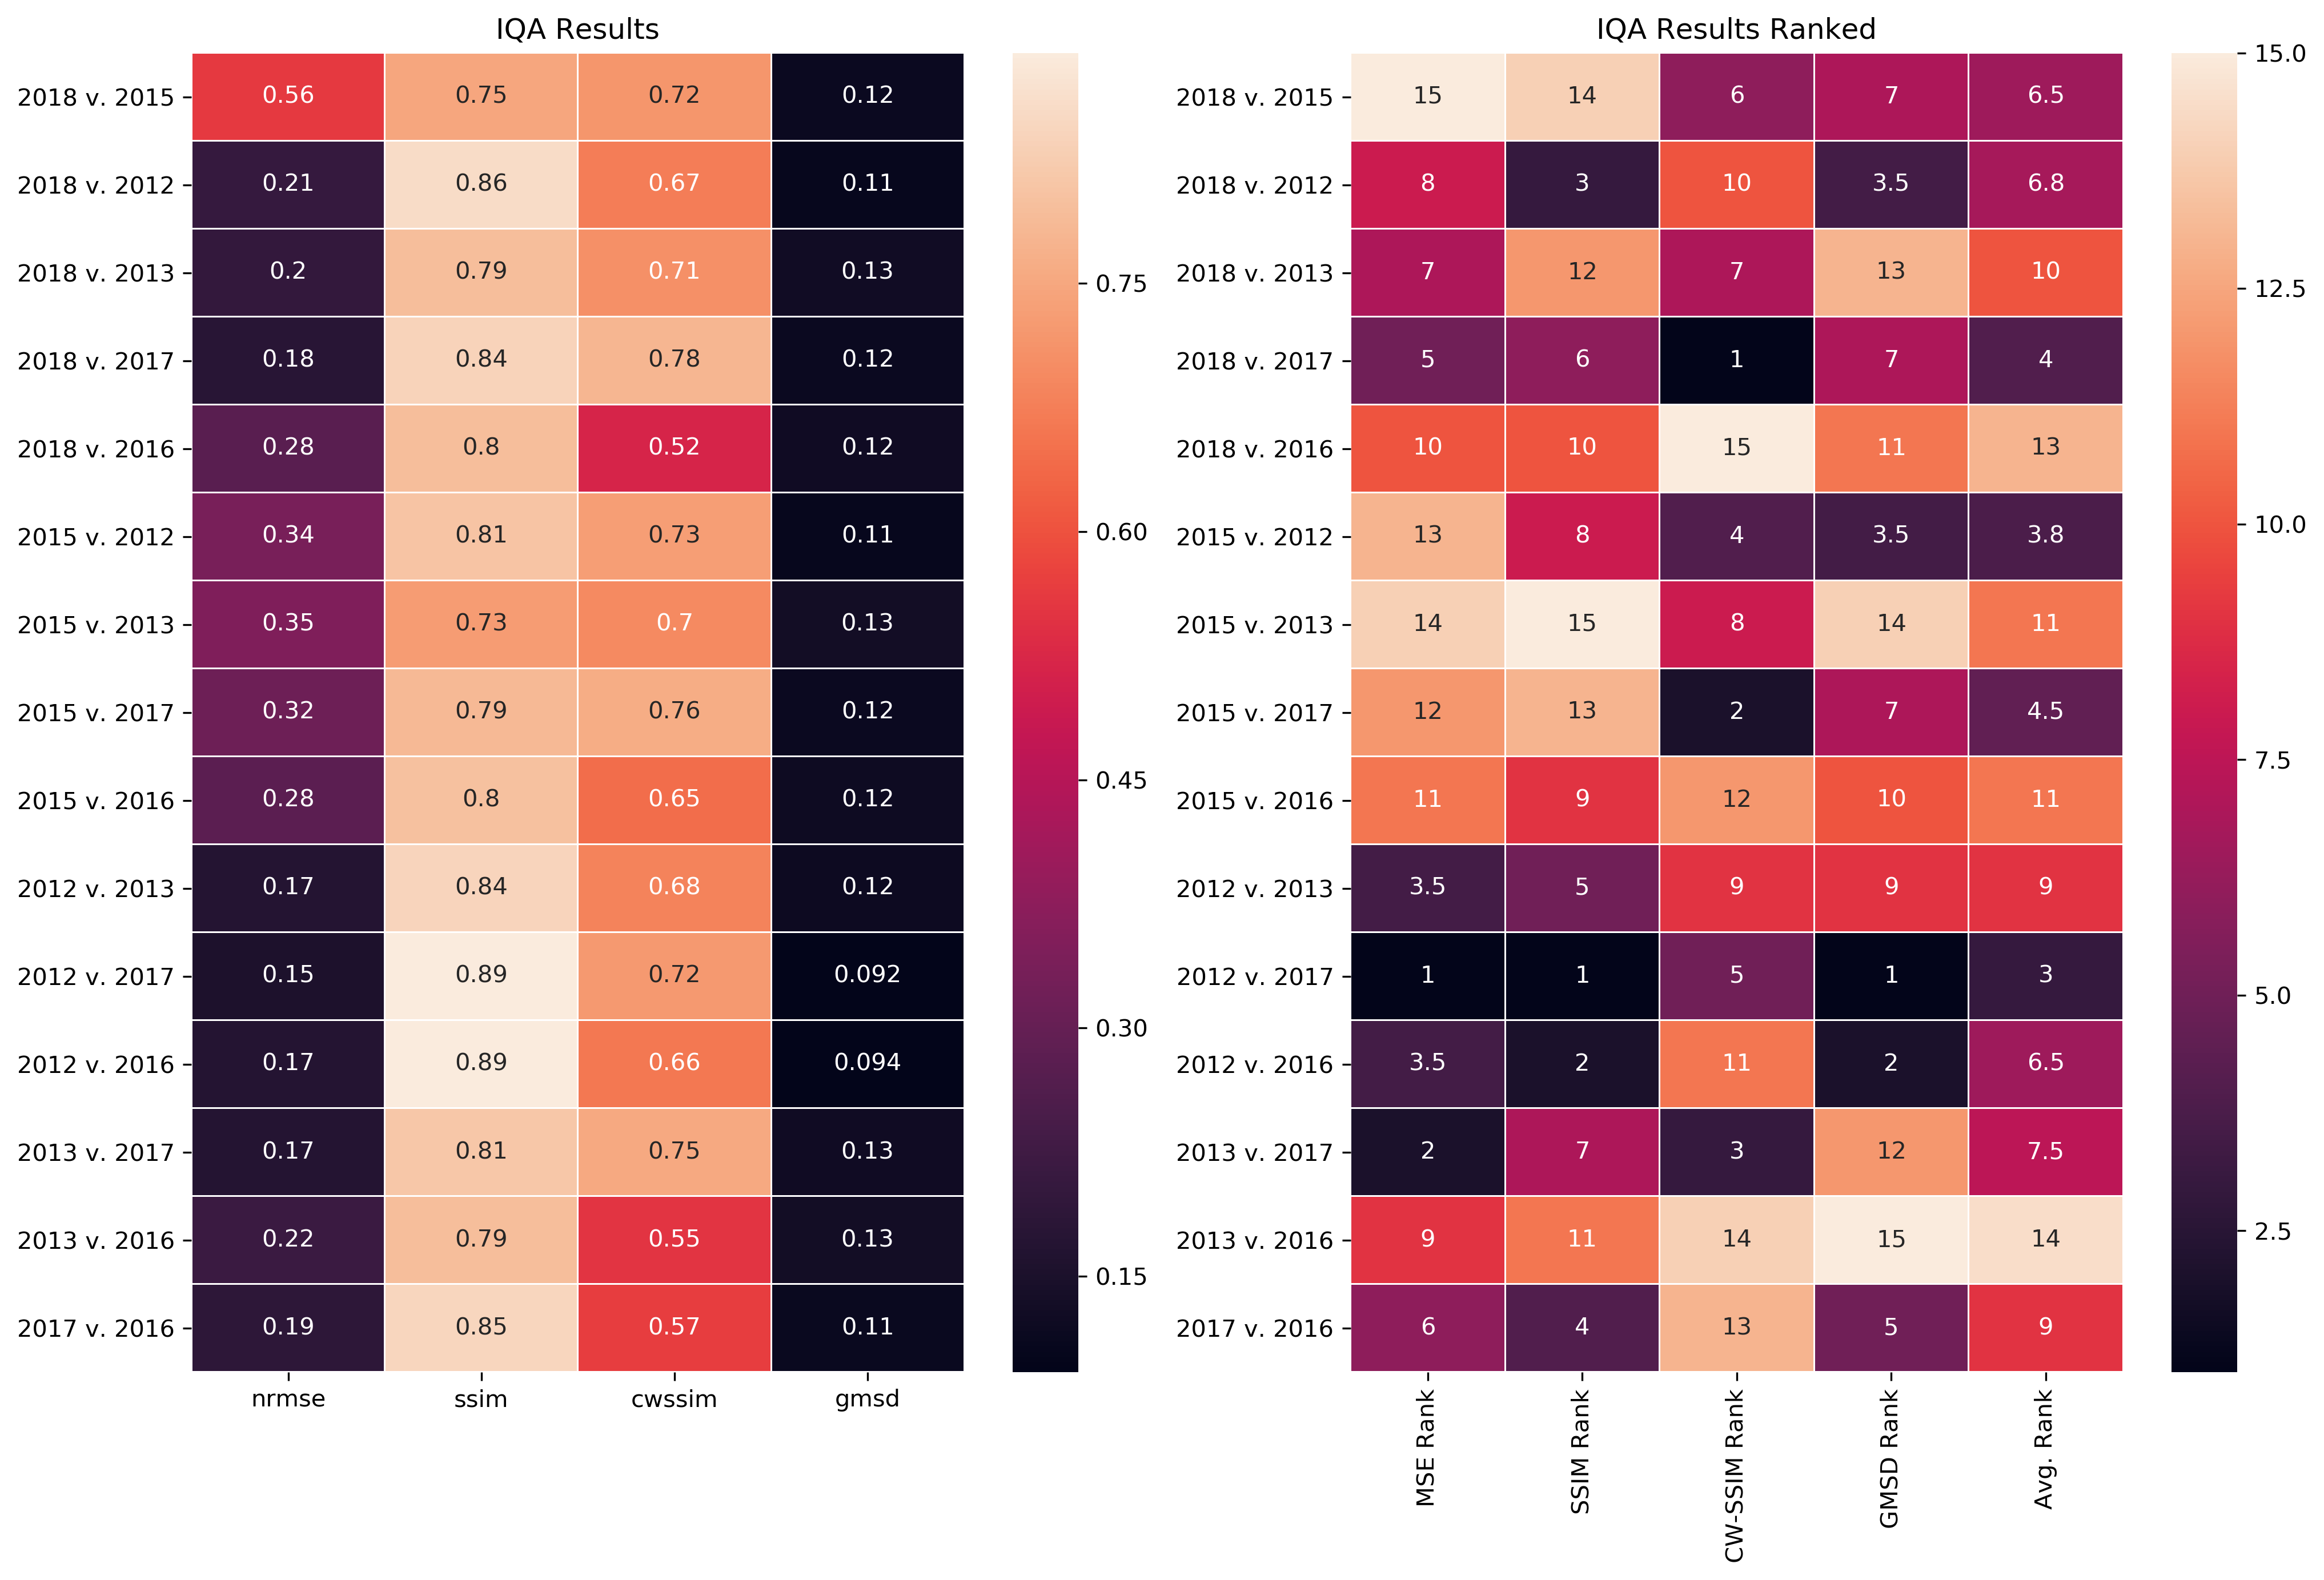 IQA Results
2018 v. 2015 0.56 0.75 0.72 0.12
2018 v. 2012 0.21 0.86 0.67 0.11
2018 v. 2013 0.2 0.79 0.71 0.13
2018 v. 2017 0.18 0.84 0.78 0.12
2018 v. 2016 0.28 0.8 0.52 0.12
2015 v. 2012 0.34 0.81 0.73 0.11
2015 v. 2013 0.35 0.73 0.7 0.13
2015 v. 2017 0.32 0.79 0.76 0.12
2015 v. 2016 0.28 0.8 0.65 0.12
2012 v. 2013 0.17 0.84 0.68 0.12
2012 v. 2017 0.15 0.89 0.72 0.092
2012 v. 2016 0.17 0.89 0.66 0.094
2013 v. 2017 0.17 0.81 0.75 0.13
2013 v. 2016 0.22 0.79 0.55 0.13
2017 v. 2016 0.19 0.85 0.57 0.11
nrmse ssim cwssim gmsd
0.75
0.60
0.45
0.30
0.15
IQA Results Ranked
2018 v. 2015 15 14 6 7 6.5
2018 v. 2012 8 3 10 3.5 6.8
2018 v. 2013 7 12 7 13 10
2018 v. 2017 5 6 1 7 4
2018 v. 2016 10 10 15 11 13
2015 v. 2012 13 8 4 3.5 3.8
2015 v. 2013 14 15 8 14 11
2015 v. 2017 12 13 2 7 4.5
2015 v. 2016 11 9 12 10 11
2012 v. 2013 3.5 5 9 9 9
2012 v. 2017 1 1 5 1 3
2012 v. 2016 3.5 2 11 2 6.5
2013 v. 2017 2 7 3 12 7.5
2013 v. 2016 9 11 14 15 14
2017 v. 2016 6 4 13 5 9
MSE Rank
SSIM Rank
CW-SSIM Rank
GMSD Rank
Avg. Rank
15.0
12.5
10.0
7.5
5.0
2.5